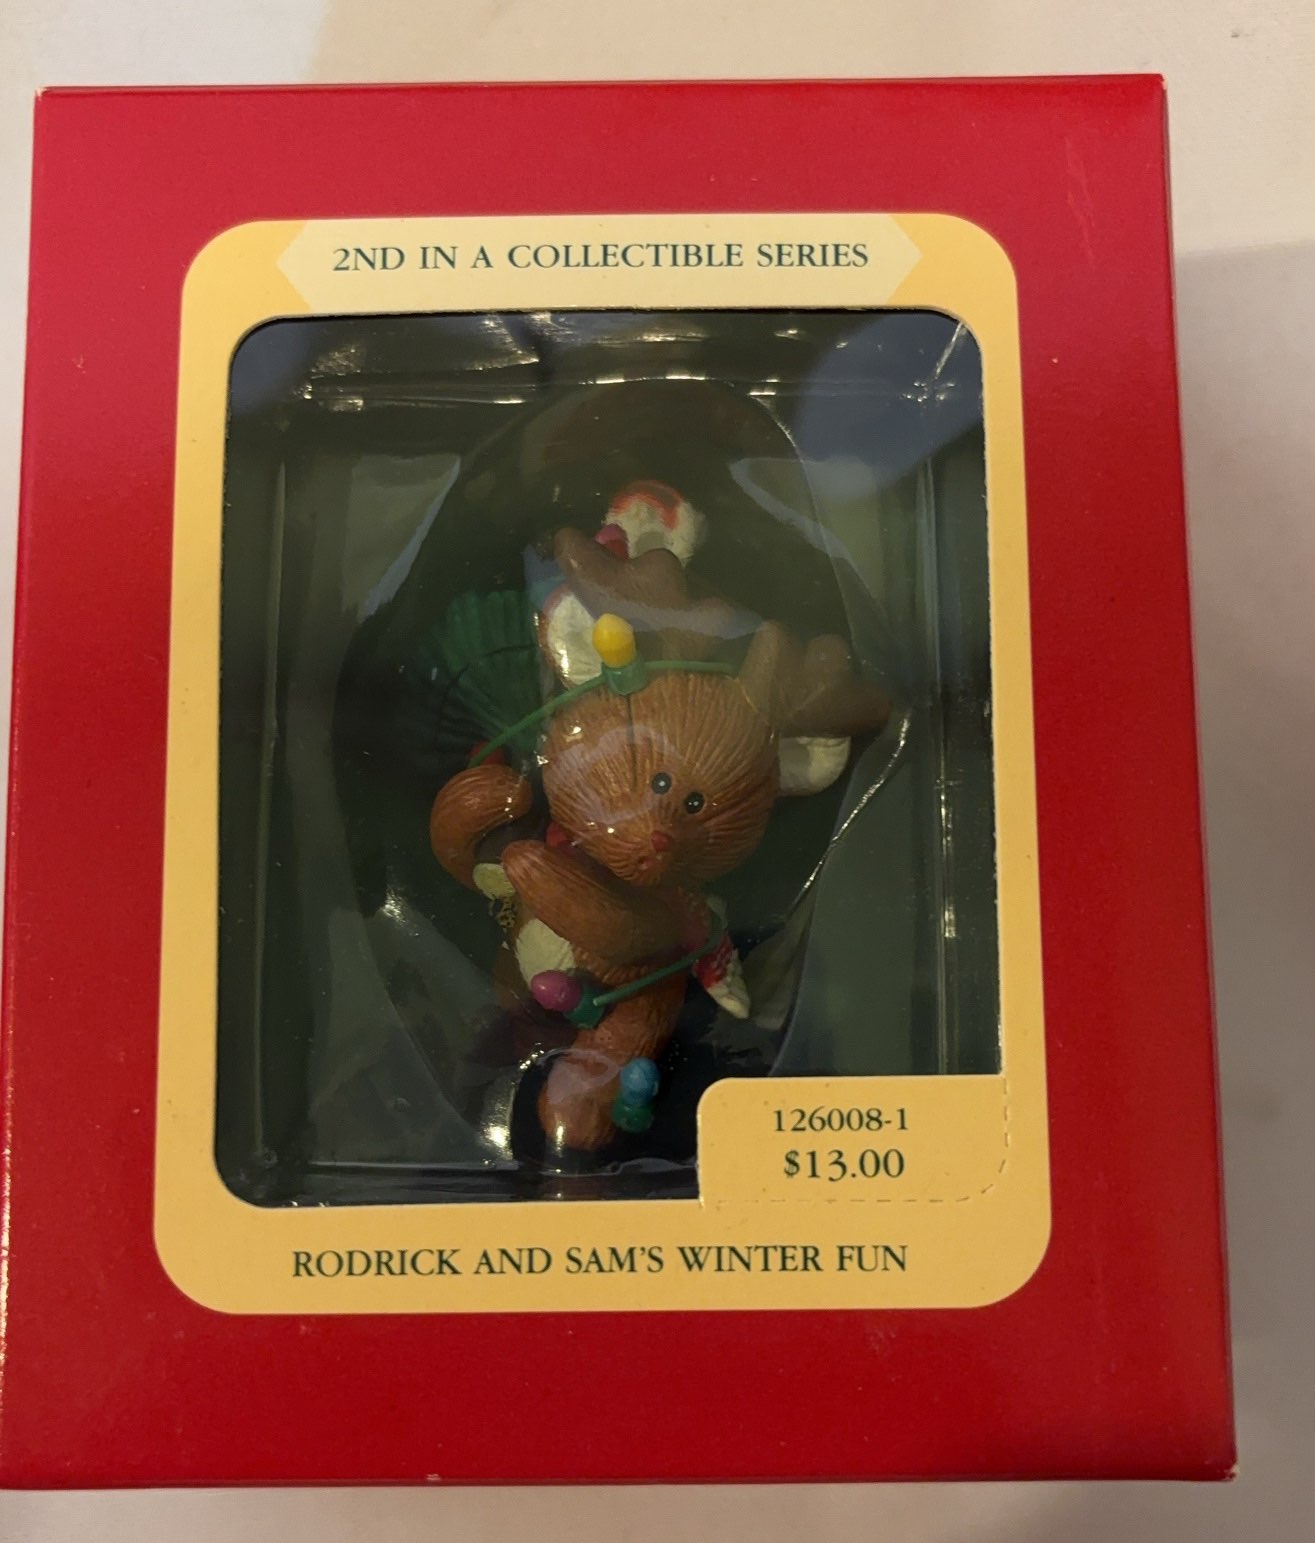 2ND IN A COLLECTIBLE SERIES
126008-1
$13.00
RODRICK AND SAM'S WINTER FUN